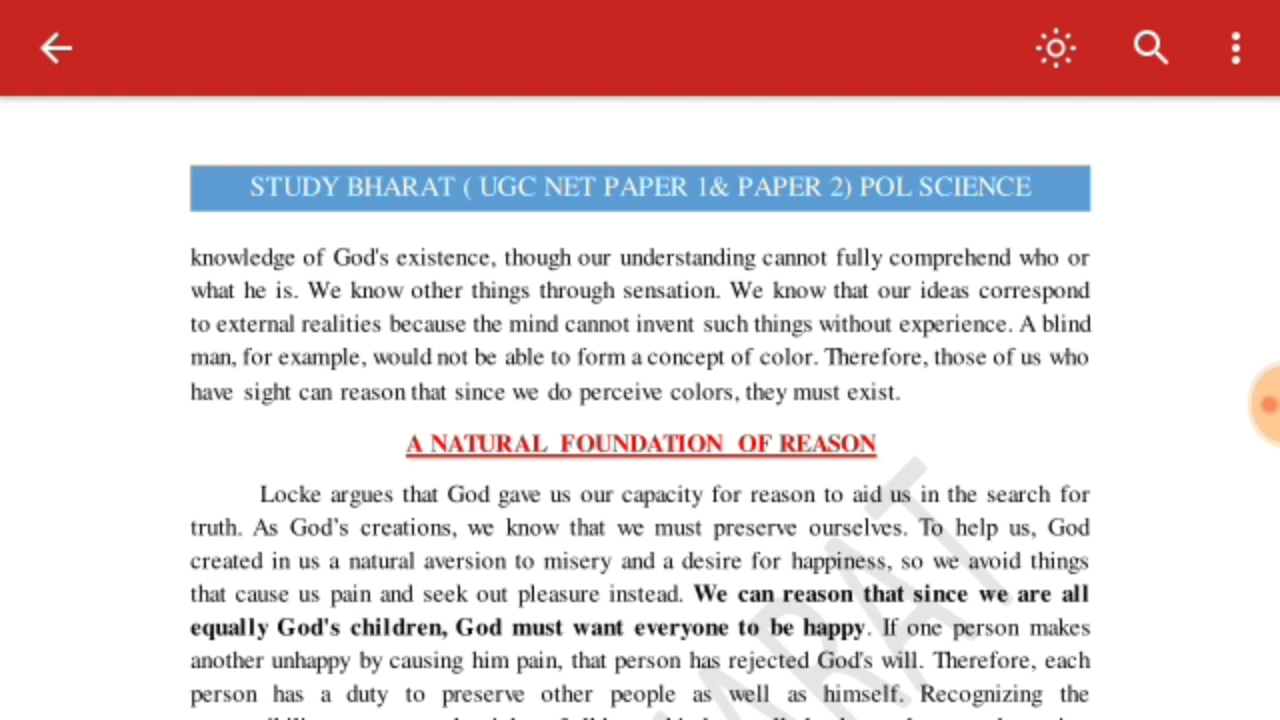 STUDY BHARAT ( UGC NET PAPER 1& PAPER 2) POL SCIENCE
knowledge of God's existence, though our understanding cannot fully comprehend who or
what he is. We know other things through sensation. We know that our ideas correspond
to external realities because the mind cannot invent such things without experience. A blind
man, for example, would not be able to form a concept of color. Therefore, those of us who
have sight can reason that since we do perceive colors, they must exist.
A NATURAL FOUNDATION OF REASON
Locke argues that God gave us our capacity for reason to aid us in the search for
truth. As God’s creations, we know that we must preserve ourselves. To help us, God
created in us a natural aversion to misery and a desire for happiness, so we avoid things
that cause us pain and seek out pleasure instead. We can reason that since we are all
equally God's children, God must want everyone to be happy. If one person makes
another unhappy by causing him pain, that person has rejected God's will. Therefore, each
person has a duty to preserve other people as well as himself. Recognizing the